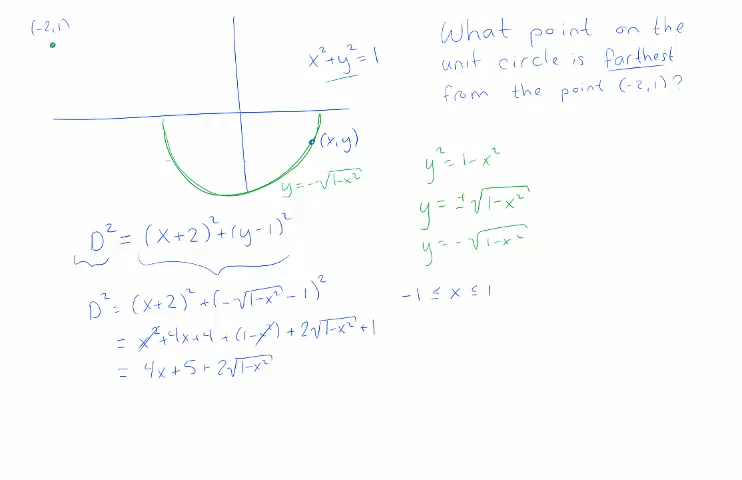 (-2,1)
x²+y²=1
What point on the
unit circle is farthest
from the point (-2,1)?
(x,y)
y=-√(1-x²)
y²=1-x²
y=±√(1-x²)
y=-√(1-x²)
D²=(x+2)²+(y-1)²
D²=(x+2)²+(-√(1-x²)-1)²
-1≤x≤1
=x²+4x+4+(1-x²)+2√(1-x²)+1
=4x+5+2√(1-x²)